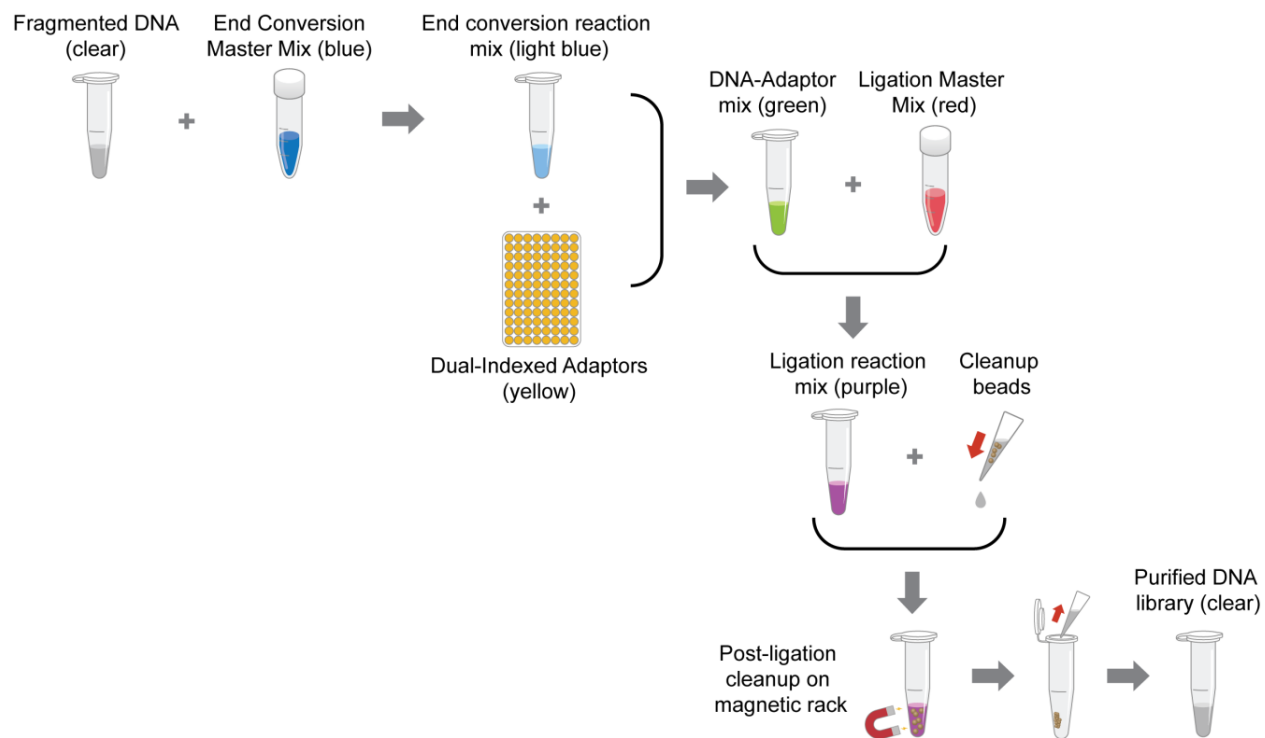 Fragmented DNA
(clear)
End Conversion
Master Mix (blue)
End conversion reaction
mix (light blue)
DNA-Adaptor
mix (green)
Ligation Master
Mix (red)
Dual-Indexed Adaptors
(yellow)
Ligation reaction
mix (purple)
Cleanup
beads
Post-ligation
cleanup on
magnetic rack
Purified DNA
library (clear)